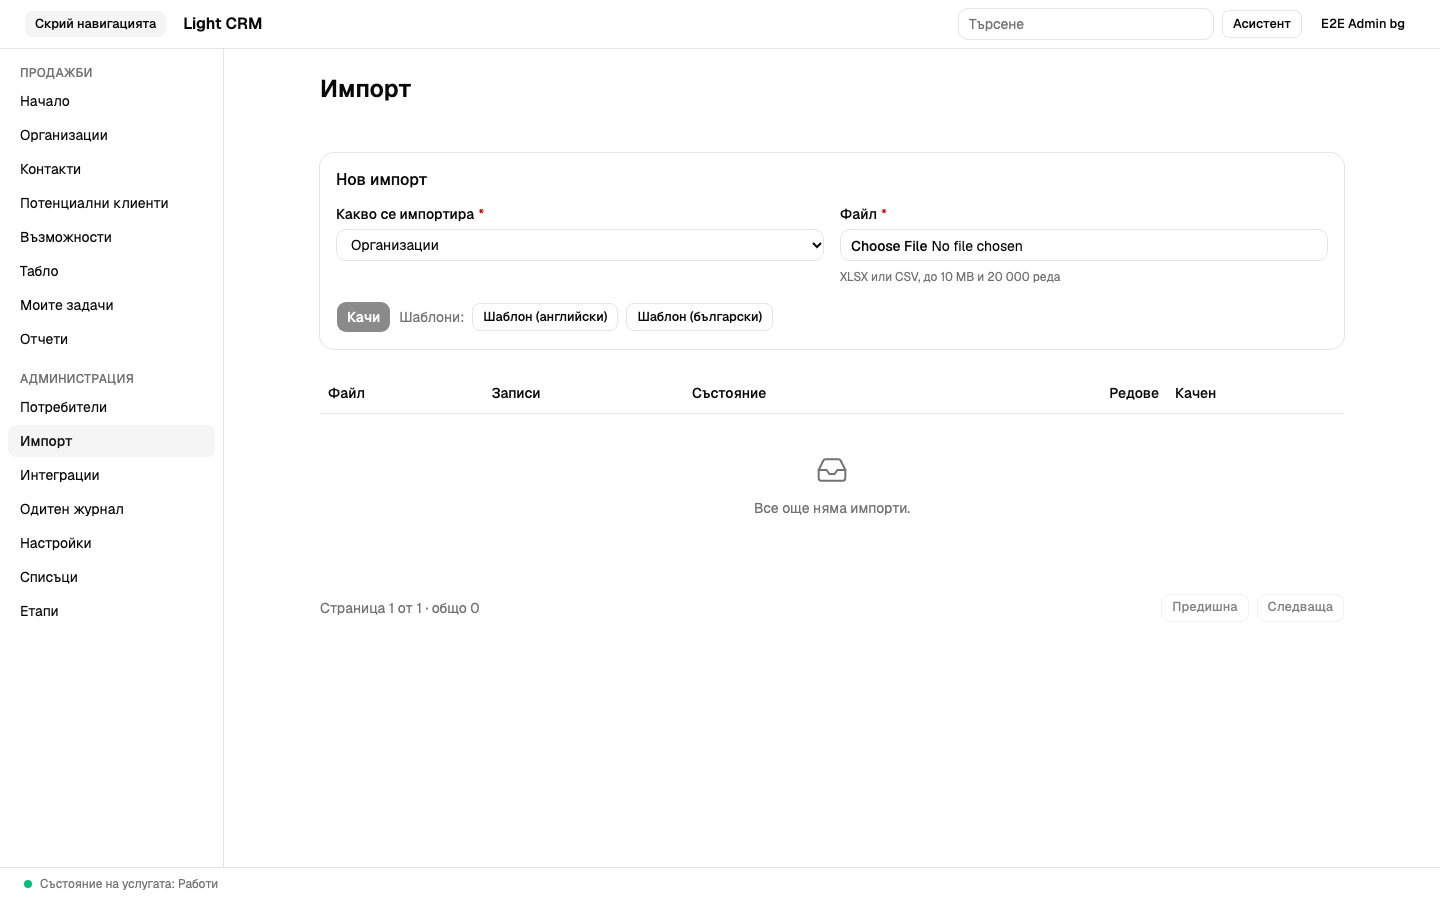 Скрий навигацията
Light CRM
Търсене
Асистент
E2E Admin bg
ПРОДАЖБИ
Начало
Организации
Контакти
Потенциални клиенти
Възможности
Табло
Моите задачи
Отчети
АДМИНИСТРАЦИЯ
Потребители
Импорт
Интеграции
Одитен журнал
Настройки
Списъци
Етапи
Импорт
Нов импорт
Какво се импортира *
Организации
Файл *
Choose File No file chosen
XLSX или CSV, до 10 MB и 20 000 реда
Качи
Шаблони:
Шаблон (английски)
Шаблон (български)
Файл
Записи
Състояние
Редове
Качен
Все още няма импорти.
Страница 1 от 1 · общо 0
Предишна
Следваща
Състояние на услугата: Работи